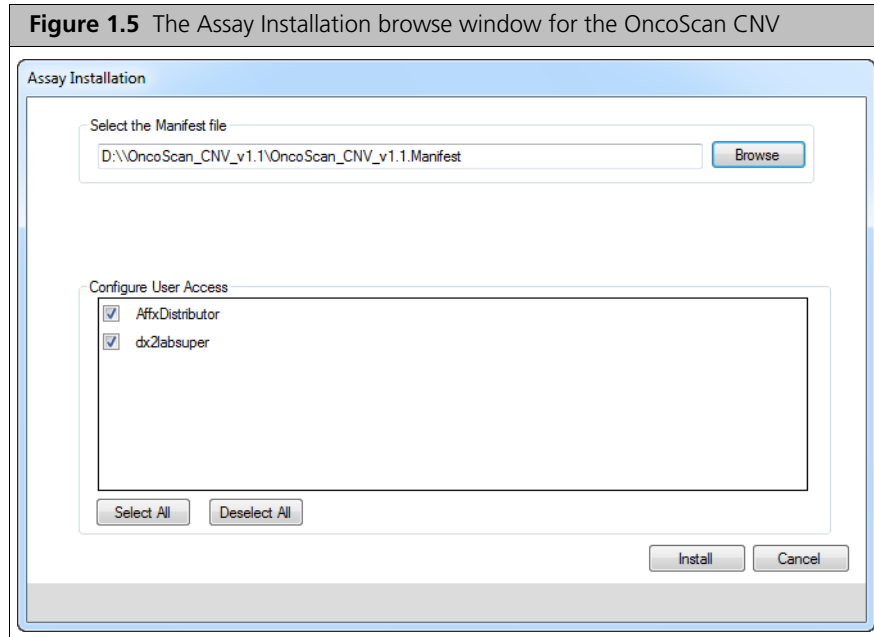 Figure 1.5 The Assay Installation browse window for the OncoScan CNV
Assay Installation
Select the Manifest file
D:\\OncoScan_CNV_v1.1\OncoScan_CNV_v1.1.Manifest
Browse
Configure User Access
AffxDistributor
dx2labsuper
Select All
Deselect All
Install
Cancel